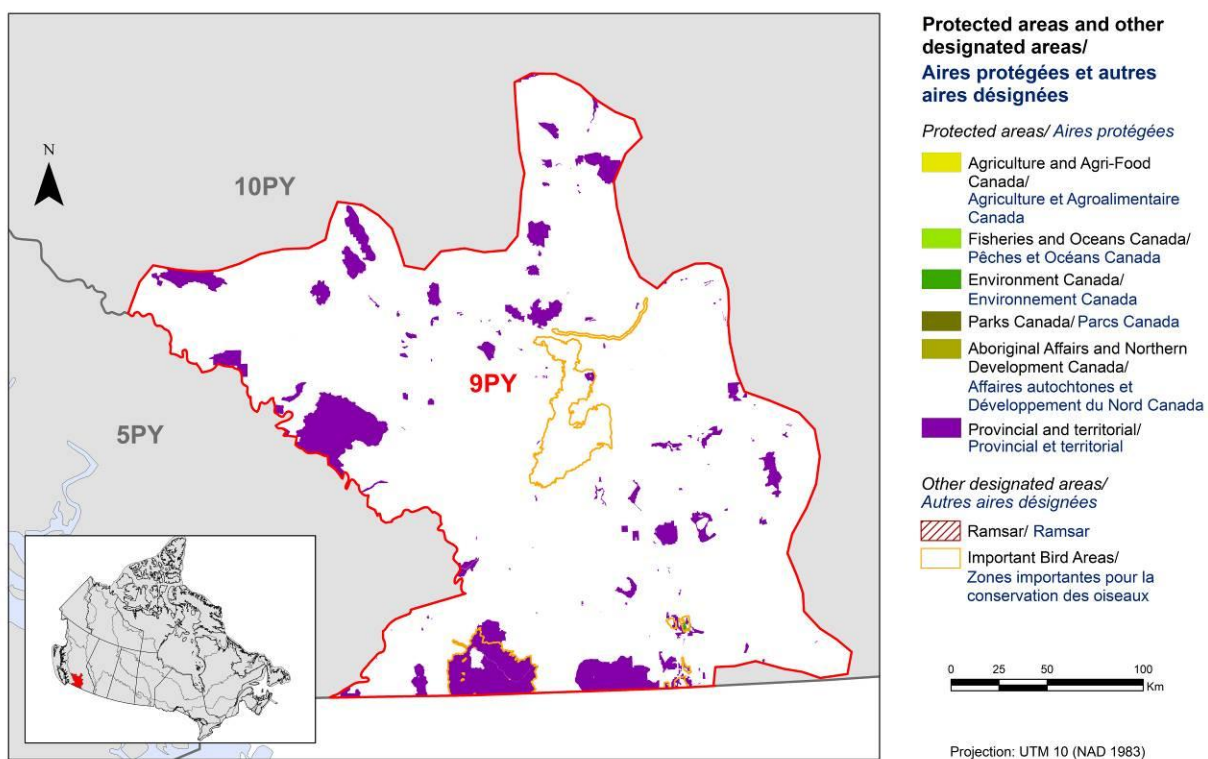 N
10PY
9PY
5PY
Protected areas and other
designated areas/
Aires protégées et autres
aires désignées
Protected areas/ Aires protégées
Agriculture and Agri-Food
Canada/
Agriculture et Agroalimentaire
Canada
Fisheries and Oceans Canada/
Pêches et Océans Canada
Environment Canada/
Environnement Canada
Parks Canada/ Parcs Canada
Aboriginal Affairs and Northern
Development Canada/
Affaires autochtones et
Développement du Nord Canada
Provincial and territorial/
Provincial et territorial
Other designated areas/
Autres aires désignées
Ramsar/ Ramsar
Important Bird Areas/
Zones importantes pour la
conservation des oiseaux
0 25 50 100
Km
Projection: UTM 10 (NAD 1983)